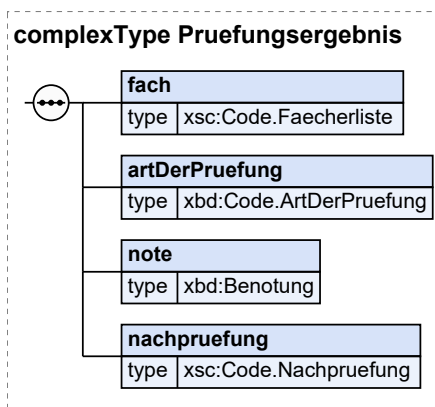 complexType Pruefungsergebnis
fach
type xsc:Code.Faecherliste
artDerPruefung
type xbd:Code.ArtDerPruefung
note
type xbd:Benotung
nachpruefung
type xsc:Code.Nachpruefung